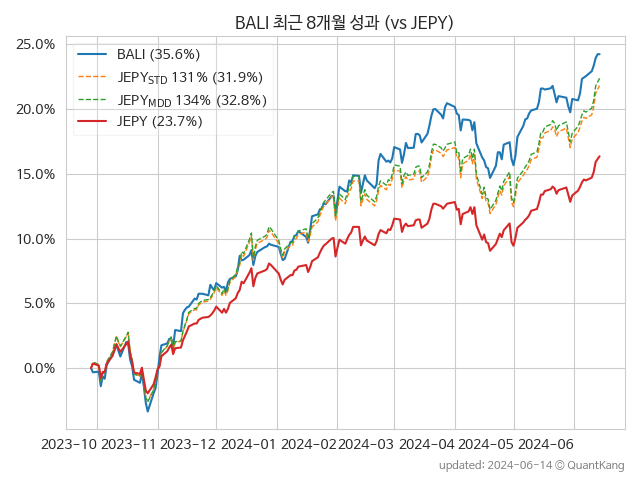 BALI 최근 8개월 성과 (vs JEPY)
25.0%
20.0%
15.0%
10.0%
5.0%
0.0%
BALI (35.6%)
JEPYSTD 131% (31.9%)
JEPYMDD 134% (32.8%)
JEPY (23.7%)
2023-10 2023-11 2023-12 2024-01 2024-02 2024-03 2024-04 2024-05 2024-06
updated: 2024-06-14 © QuantKang